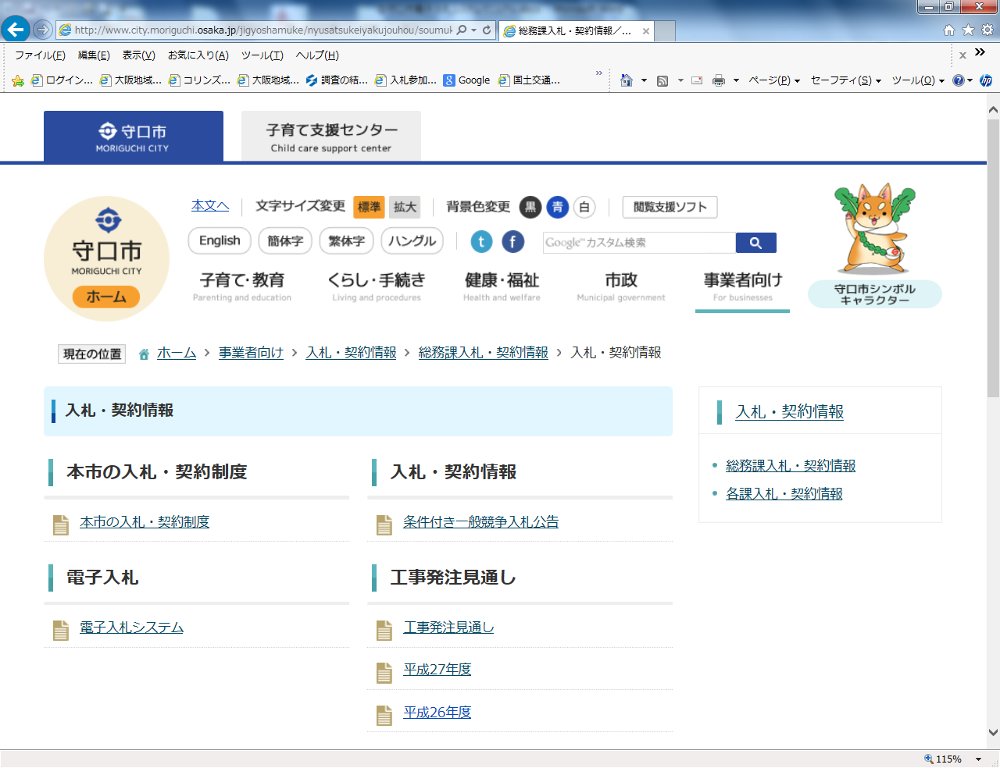 http://www.city.moriguchi.osaka.jp/jigyoshamuke/nyusatsukeiyakujouhou/soumuk
総務課入札・契約情報／...
ファイル(F) 編集(E) 表示(V) お気に入り(A) ツール(T) ヘルプ(H)
ログイン... 大阪地域... コリンズ... 大阪地域... 調査の結... 入札参加... Google 国土交通... ページ(P) セーフティ(S) ツール(O)
守口市
MORIGUCHI CITY
子育て支援センター
Child care support center
本文へ 文字サイズ変更 標準 拡大 背景色変更 黒 青 白 閲覧支援ソフト
English 簡体字 繁体字 ハングル Google™カスタム検索
守口市
MORIGUCHI CITY
ホーム
子育て・教育
Parenting and education
くらし・手続き
Living and procedures
健康・福祉
Health and welfare
市政
Municipal government
事業者向け
For businesses
守口市シンボル
キャラクター
現在の位置 ホーム > 事業者向け > 入札・契約情報 > 総務課入札・契約情報 > 入札・契約情報
入札・契約情報
本市の入札・契約制度
本市の入札・契約制度
入札・契約情報
条件付き一般競争入札公告
電子入札
電子入札システム
工事発注見通し
工事発注見通し
平成27年度
平成26年度
入札・契約情報
総務課入札・契約情報
各課入札・契約情報
115%